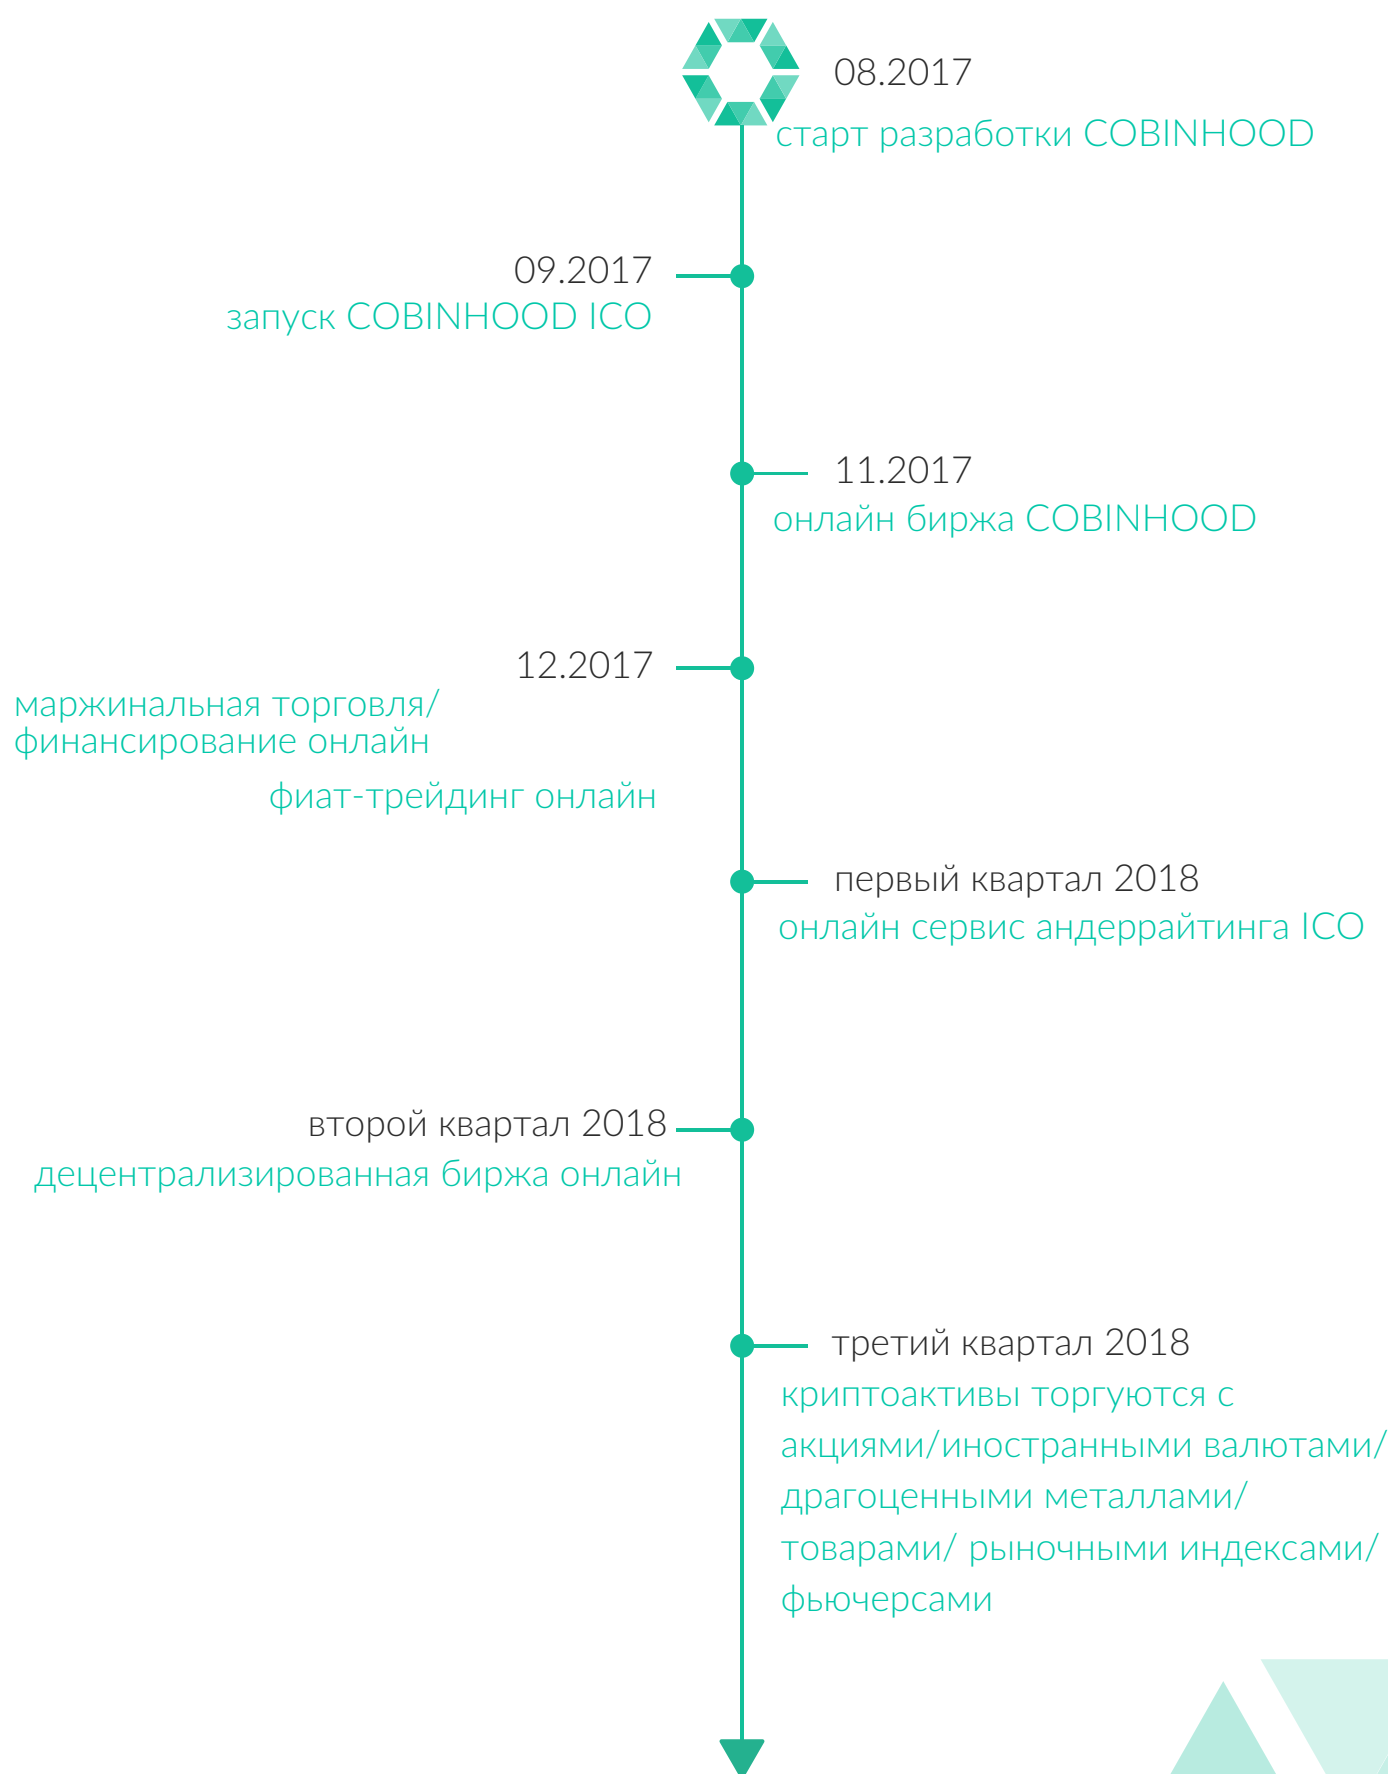 08.2017
старт разработки COBINHOOD
09.2017
запуск COBINHOOD ICO
11.2017
онлайн биржа COBINHOOD
12.2017
маржинальная торговля/
финансирование онлайн
фиат-трейдинг онлайн
первый квартал 2018
онлайн сервис андеррайтинга ICO
второй квартал 2018
децентрализированная биржа онлайн
третий квартал 2018
криптоактивы торгуются с
акциями/иностранными валютами/
драгоценными металлами/
товарами/ рыночными индексами/
фьючерсами